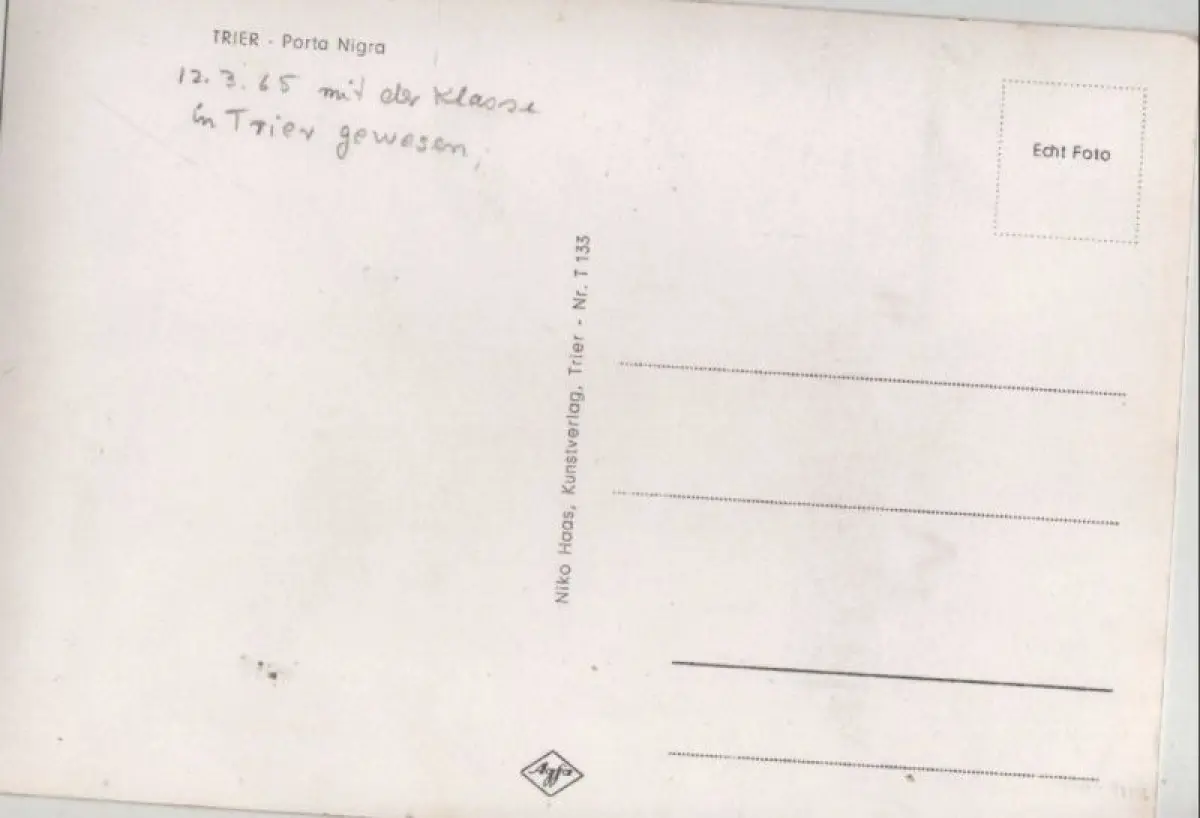 TRIER - Porta Nigra
12.3.65 mit der Klasse
in Trier gewesen,
Echt Foto
Niko Haas, Kunstverlag, Trier - Nr. T 133
Agfa